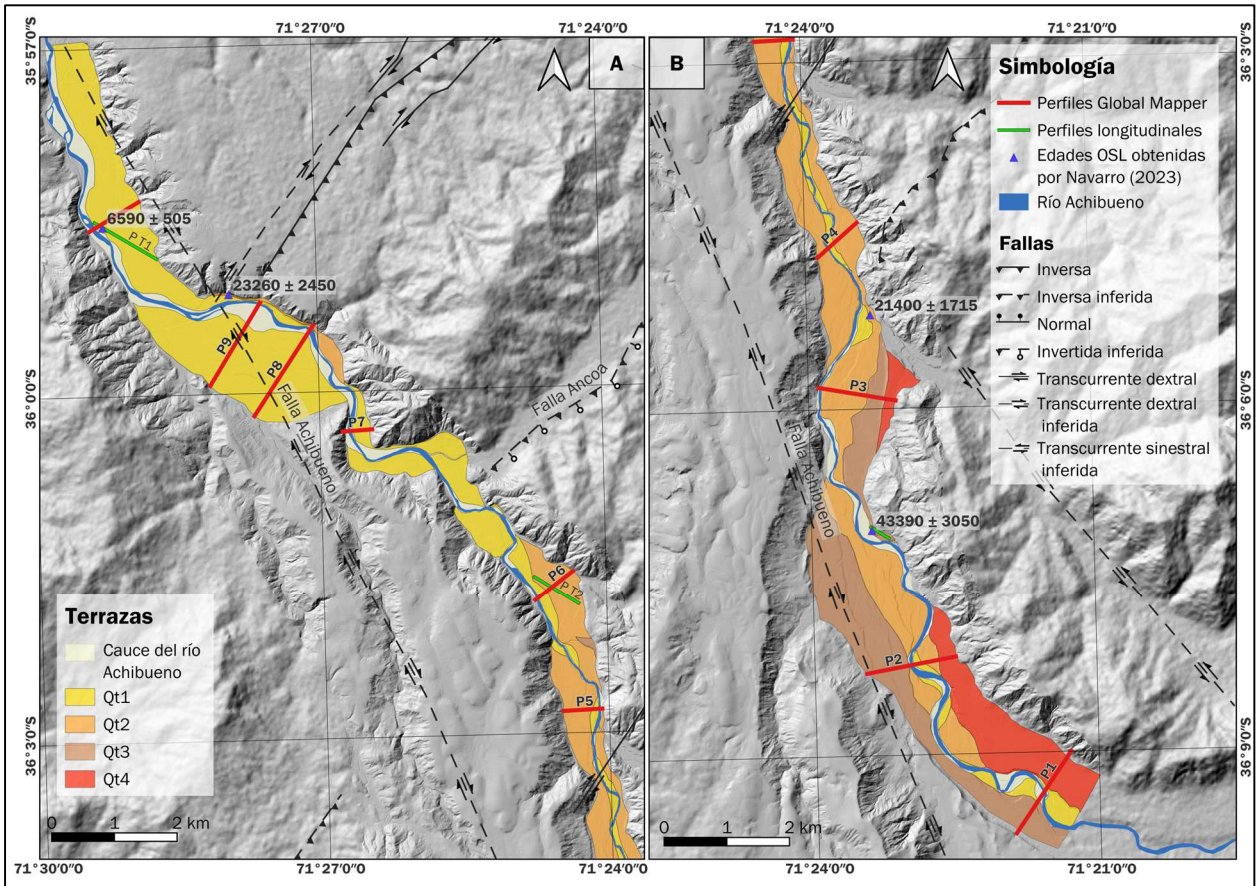 71°27'0"O
71°24'0"O
71°24'0"O
71°21'0"O
35°57'0"S
36°3'0"S
A
B
Simbología
Perfiles Global Mapper
Perfiles longitudinales
Edades OSL obtenidas
por Navarro (2023)
Río Achibueno
Fallas
Inversa
Inversa inferida
Normal
Invertida inferida
Transcurrente dextral
Transcurrente dextral
inferida
Transcurrente sinestral
inferida
6590 ± 505
P T1
23260 ± 2450
P9
P8
Falla Achibueno
P7
Falla Ancoa
36°0'0"S
P6
P T2
P5
36°3'0"S
P4
21400 ± 1715
P3
36°6'0"S
Falla Achibueno
43390 ± 3050
P2
P1
36°9'0"S
Terrazas
Cauce del río
Achibueno
Qt1
Qt2
Qt3
Qt4
0 1 2 km
0 1 2 km
71°30'0"O
71°27'0"O
71°24'0"O
71°24'0"O
71°21'0"O